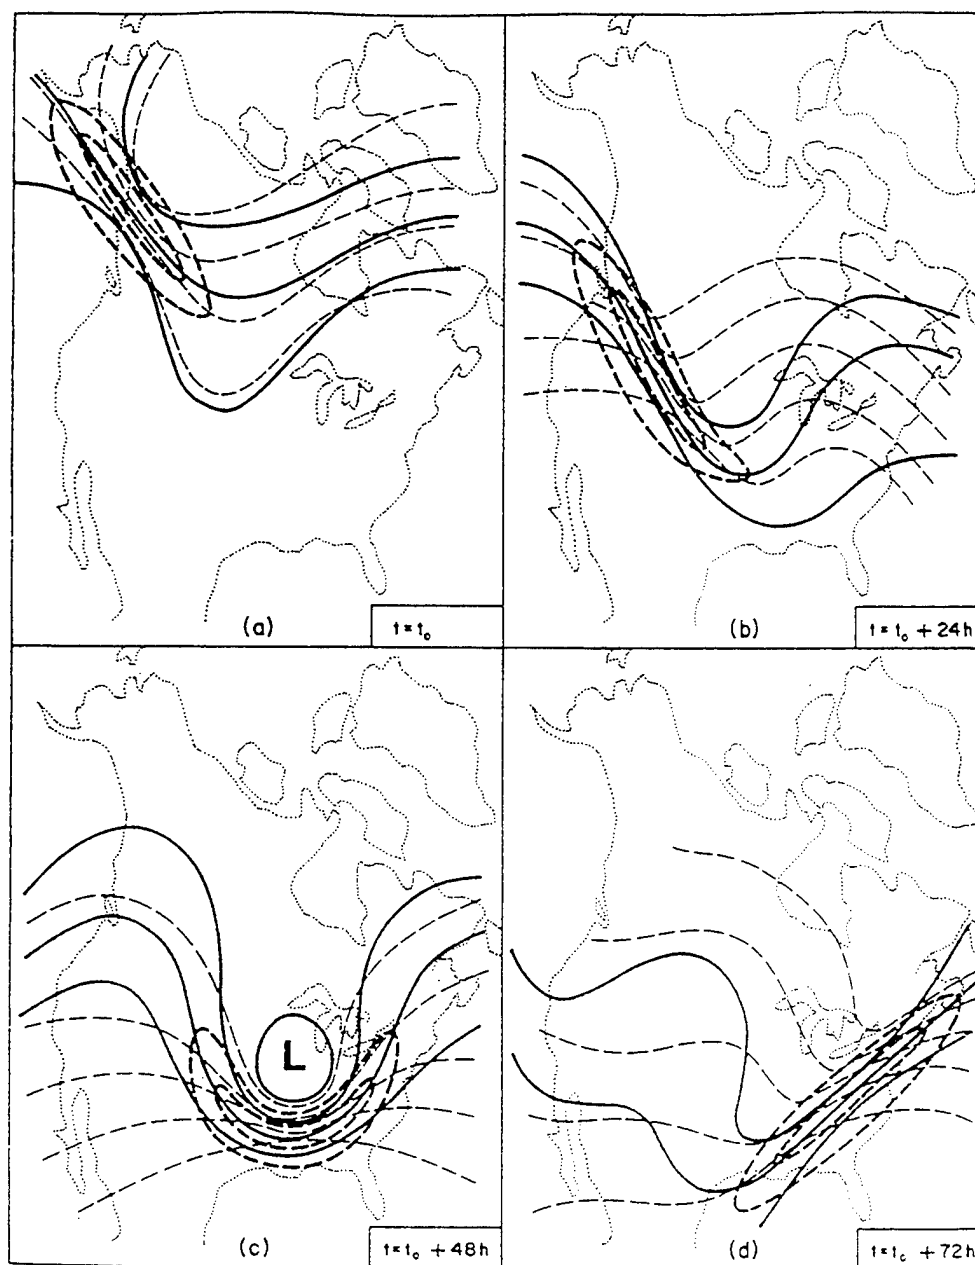 (a)
t = t₀
(b)
t = t₀ + 24h
L
(c)
t = t₀ + 48h
(d)
t = t₀ + 72h